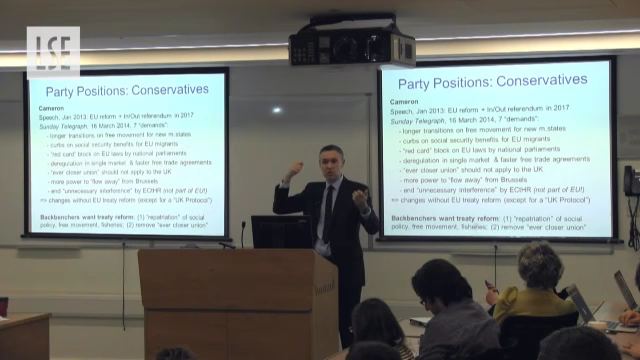 LSE
Party Positions: Conservatives
Cameron
Speech, Jan 2013: EU reform + In/Out referendum in 2017
Sunday Telegraph, 16 March 2014, 7 "demands":
- longer transitions on free movement for new m.states
- curbs on social security benefits for EU migrants
- "red card" block on EU laws by national parliaments
- deregulation in single market & faster free trade agreements
- "ever closer union" should not apply to the UK
- more power to "flow away" from Brussels
- end "unnecessary interference" by ECtHR (not part of EU!)
=> changes without EU treaty reform (except for a "UK Protocol")
Backbenchers want treaty reform: (1) "repatriation" of social
policy, free movement, fisheries; (2) remove "ever closer union"
Party Positions: Conservatives
Cameron
Speech, Jan 2013: EU reform + In/Out referendum in 2017
Sunday Telegraph, 16 March 2014, 7 "demands":
- longer transitions on free movement for new m.states
- curbs on social security benefits for EU migrants
- "red card" block on EU laws by national parliaments
- deregulation in single market & faster free trade agreements
- "ever closer union" should not apply to the UK
- more power to "flow away" from Brussels
- end "unnecessary interference" by ECtHR (not part of EU!)
=> changes without EU treaty reform (except for a "UK Protocol")
Backbenchers want treaty reform: (1) "repatriation" of social
policy, free movement, fisheries; (2) remove "ever closer union"